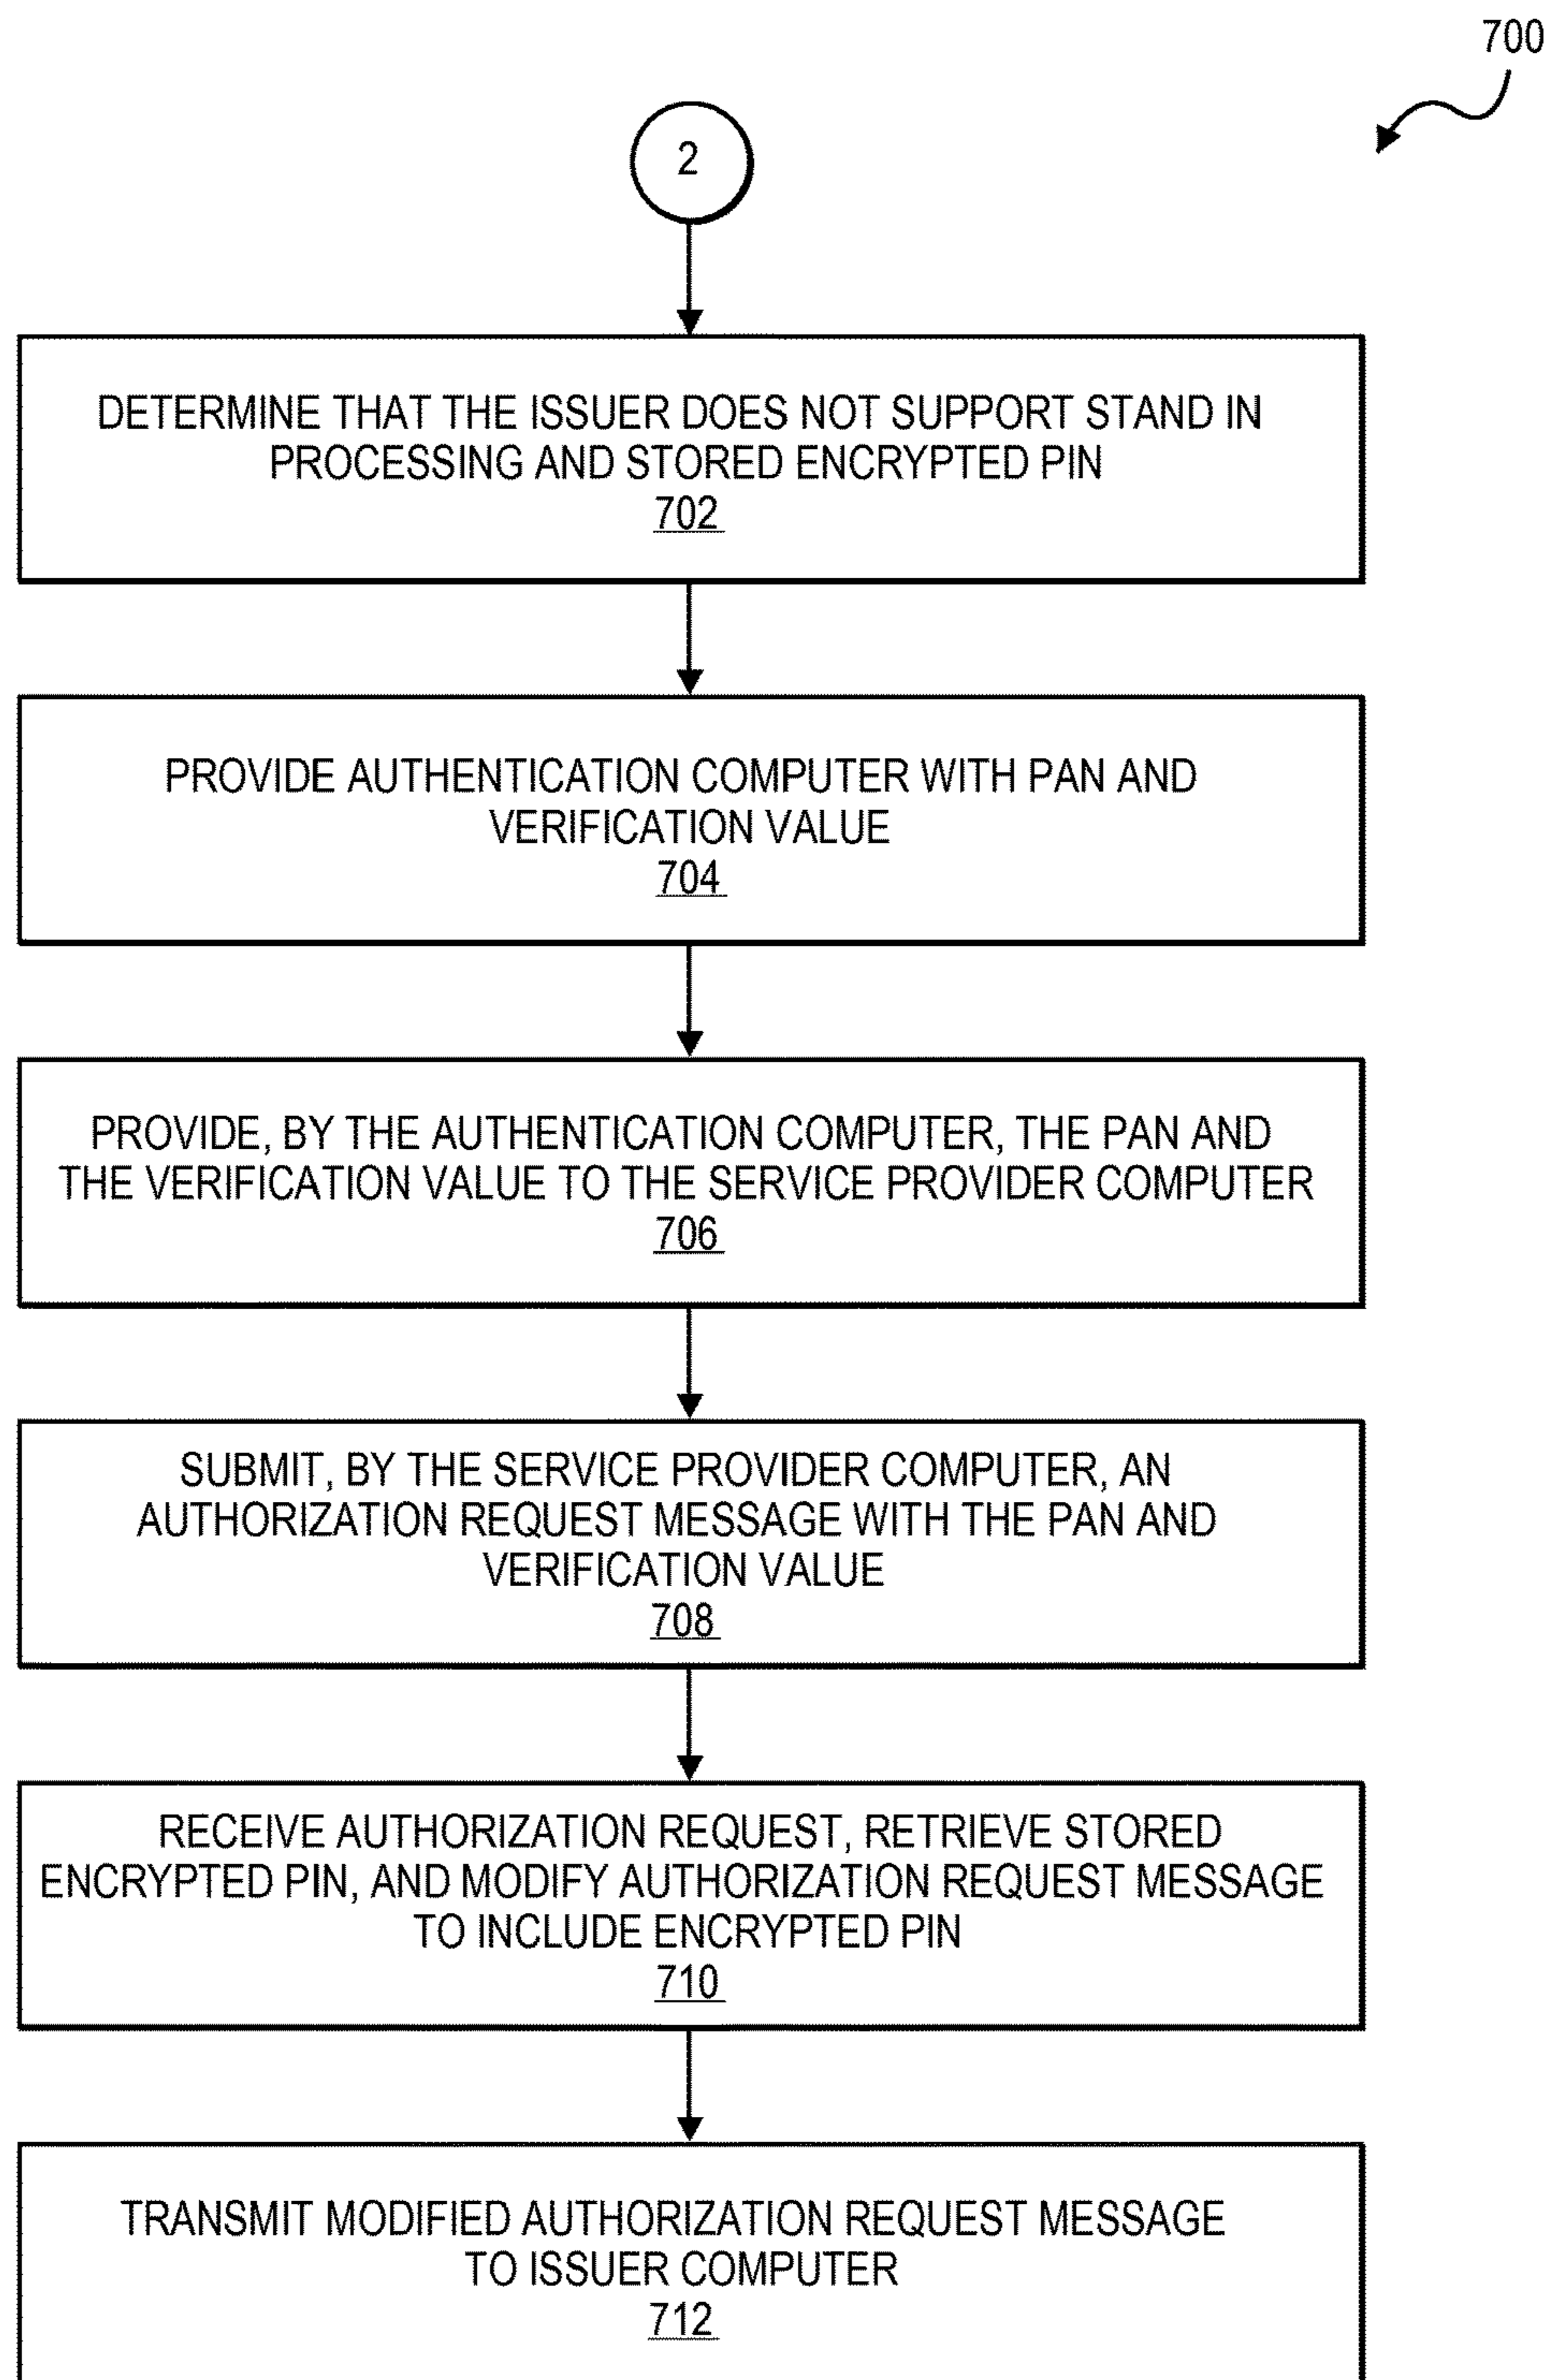 700
2
DETERMINE THAT THE ISSUER DOES NOT SUPPORT STAND IN
PROCESSING AND STORED ENCRYPTED PIN
702
PROVIDE AUTHENTICATION COMPUTER WITH PAN AND
VERIFICATION VALUE
704
PROVIDE, BY THE AUTHENTICATION COMPUTER, THE PAN AND
THE VERIFICATION VALUE TO THE SERVICE PROVIDER COMPUTER
706
SUBMIT, BY THE SERVICE PROVIDER COMPUTER, AN
AUTHORIZATION REQUEST MESSAGE WITH THE PAN AND
VERIFICATION VALUE
708
RECEIVE AUTHORIZATION REQUEST, RETRIEVE STORED
ENCRYPTED PIN, AND MODIFY AUTHORIZATION REQUEST MESSAGE
TO INCLUDE ENCRYPTED PIN
710
TRANSMIT MODIFIED AUTHORIZATION REQUEST MESSAGE
TO ISSUER COMPUTER
712